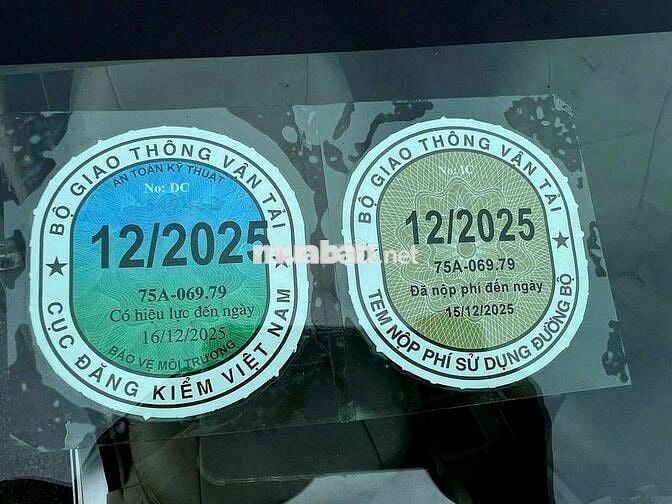 BỘ GIAO THÔNG VẬN TẢI
AN TOÀN KỸ THUẬT
No: DC
12/2025
75A-069.79
Có hiệu lực đến ngày
16/12/2025
BẢO VỆ MÔI TRƯỜNG
CỤC ĐĂNG KIỂM VIỆT NAM
BỘ GIAO THÔNG VẬN TẢI
No: IC
12/2025
75A-069.79
Đã nộp phí đến ngày
15/12/2025
TEM NỘP PHÍ SỬ DỤNG ĐƯỜNG BỘ
muaban.net